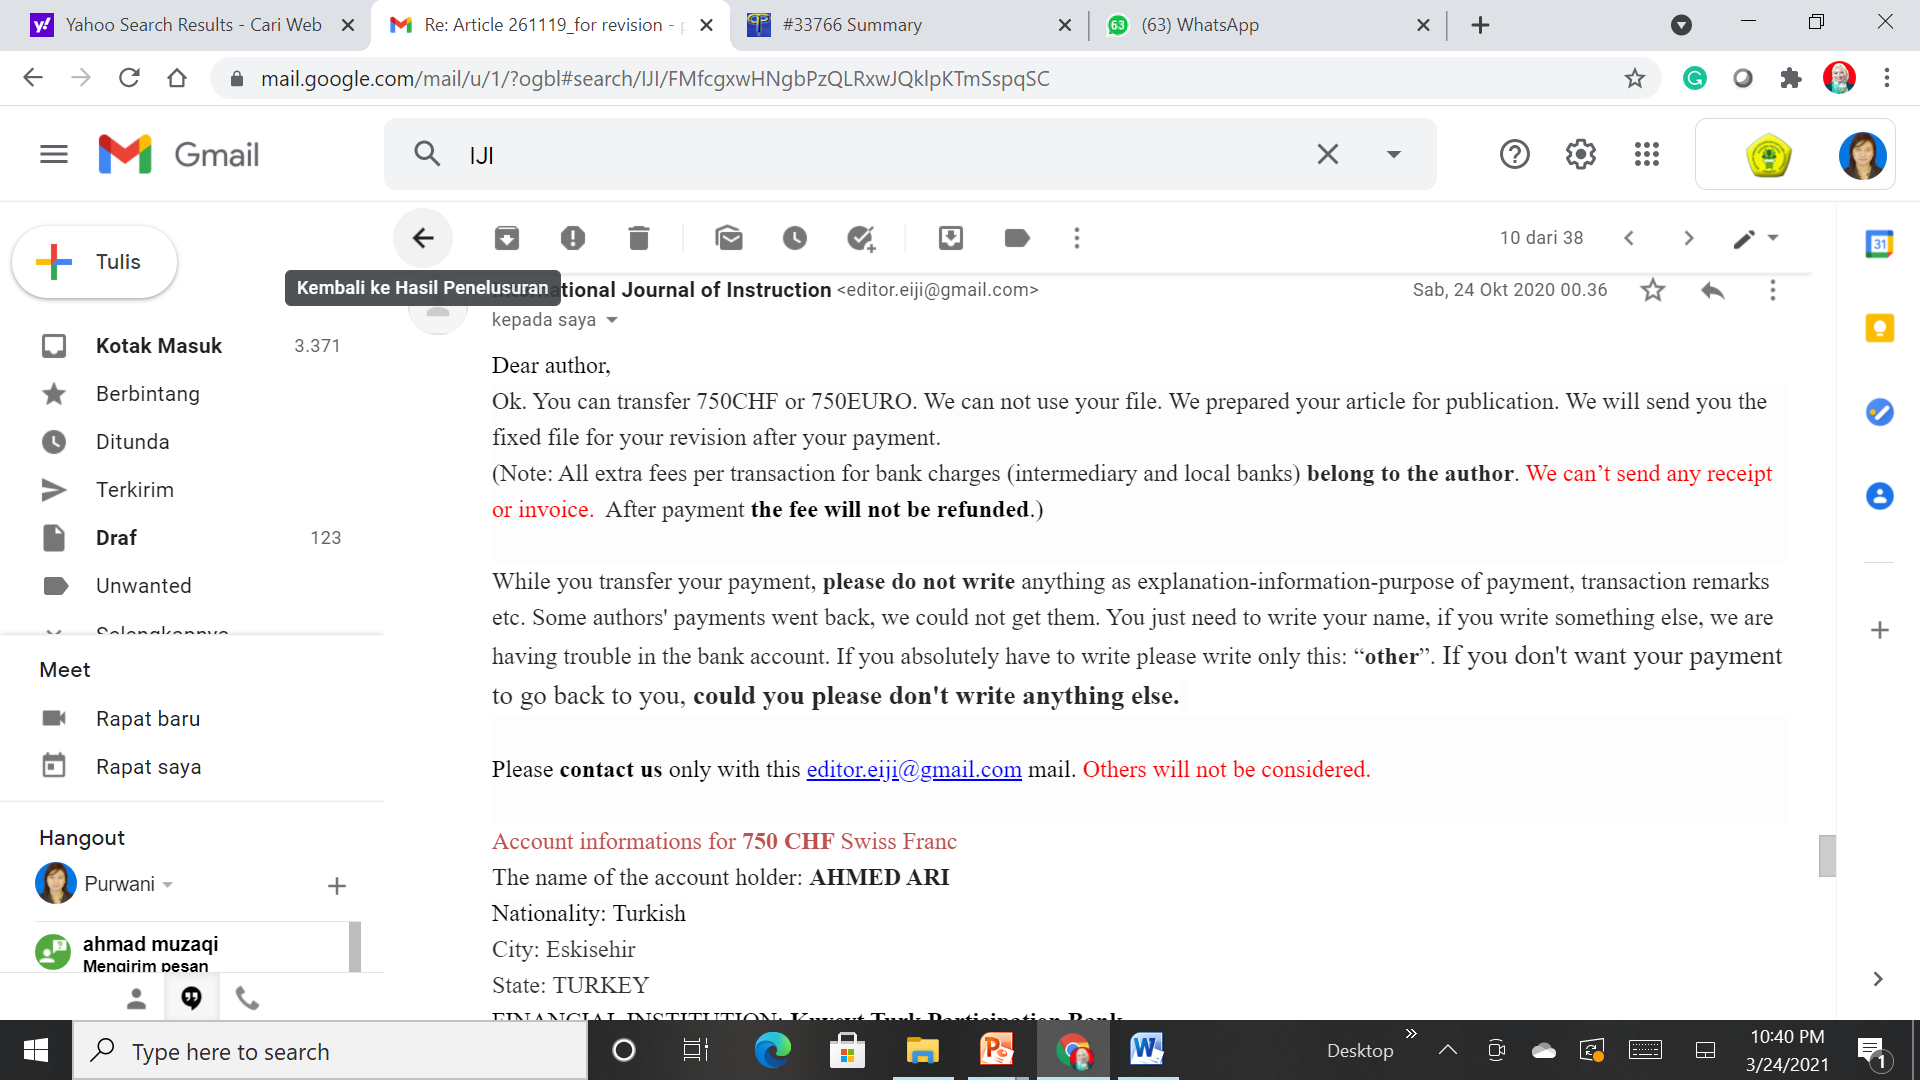 Yahoo Search Results - Cari Web
Re: Article 261119_for revision - p
#33766 Summary
(63) WhatsApp
mail.google.com/mail/u/1/?ogbl#search/IJI/FMfcgxwHNgbPzQLRxwJQklpKTmSspqSC
Gmail
IJI
Tulis
10 dari 38
Kembali ke Hasil Penelusuran
tional Journal of Instruction <editor.eiji@gmail.com>
Sab, 24 Okt 2020 00.36
kepada saya
Kotak Masuk 3.371
Berbintang
Ditunda
Terkirim
Draf 123
Unwanted
Selengkapnya
Meet
Rapat baru
Rapat saya
Hangout
Purwani
ahmad muzaqi
Mengirim pesan
Dear author,
Ok. You can transfer 750CHF or 750EURO. We can not use your file. We prepared your article for publication. We will send you the
fixed file for your revision after your payment.
(Note: All extra fees per transaction for bank charges (intermediary and local banks) belong to the author. We can’t send any receipt
or invoice. After payment the fee will not be refunded.)
While you transfer your payment, please do not write anything as explanation-information-purpose of payment, transaction remarks
etc. Some authors' payments went back, we could not get them. You just need to write your name, if you write something else, we are
having trouble in the bank account. If you absolutely have to write please write only this: “other”. If you don't want your payment
to go back to you, could you please don't write anything else.
Please contact us only with this editor.eiji@gmail.com mail. Others will not be considered.
Account informations for 750 CHF Swiss Franc
The name of the account holder: AHMED ARI
Nationality: Turkish
City: Eskisehir
State: TURKEY
FINANCIAL INSTITUTION: Kuveyt Turk Participation Bank
31
63
Type here to search
Desktop
10:40 PM
3/24/2021
1